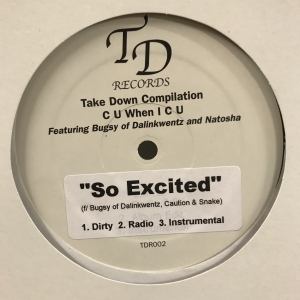 TD
RECORDS
Take Down Compilation
C U When I C U
Featuring Bugsy of Dalinkwentz and Natosha
"So Excited"
(f/ Bugsy of Dalinkwentz, Caution & Snake)
1. Dirty 2. Radio 3. Instrumental
TDR002